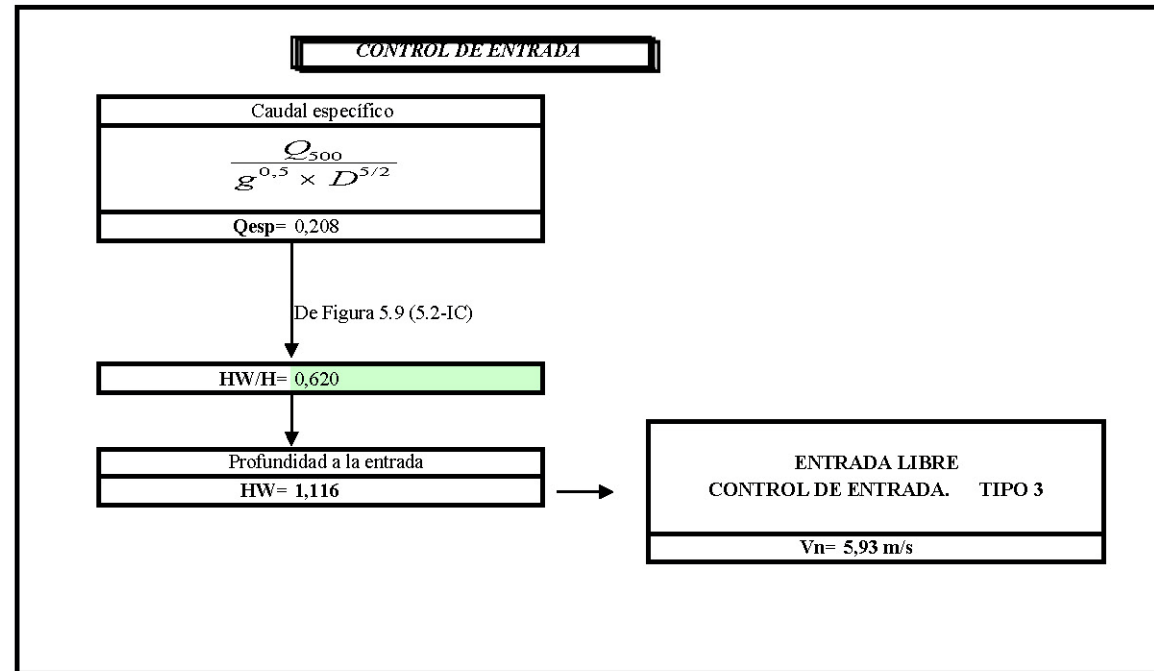 CONTROL DE ENTRADA
Caudal específico
Q500
g^0,5 × D^5/2
Qesp= 0,208
De Figura 5.9 (5.2-IC)
HW/H= 0,620
Profundidad a la entrada
HW= 1,116
ENTRADA LIBRE
CONTROL DE ENTRADA. TIPO 3
Vn= 5,93 m/s